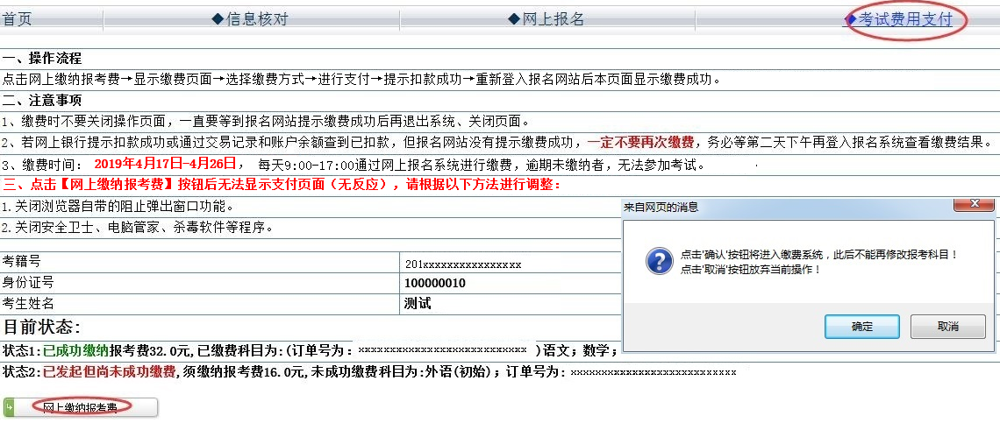 首页 ◆信息核对 ◆网上报名 ◆考试费用支付
一、操作流程
点击网上缴纳报考费→显示缴费页面→选择缴费方式→进行支付→提示扣款成功→重新登入报名网站后本页面显示缴费成功。
二、注意事项
1、缴费时不要关闭操作页面，一直要等到报名网站提示缴费成功后再退出系统、关闭页面。
2、若网上银行提示扣款成功或通过交易记录和账户余额查到已扣款，但报名网站没有提示缴费成功，一定不要再次缴费，务必等第二天下午再登入报名系统查看缴费结果。
3、缴费时间： 2019年4月17日-4月26日， 每天9:00-17:00通过网上报名系统进行缴费，逾期未缴纳者，无法参加考试。
三、点击【网上缴纳报考费】按钮后无法显示支付页面（无反应），请根据以下方法进行调整：
1.关闭浏览器自带的阻止弹出窗口功能。
2.关闭安全卫士、电脑管家、杀毒软件等程序。
来自网页的消息
点击'确认'按钮将进入缴费系统，此后不能再修改报考科目！
点击'取消'按钮放弃当前操作！
确定 取消
考籍号 201xxxxxxxxxxxxxxxx
身份证号 100000010
考生姓名 测试
目前状态:
状态1:已成功缴纳报考费32.0元,已缴费科目为:(订单号为: xxxxxxxxxxxxxxxxxxxxxxxxxxx )语文; 数学;
状态2:已发起但尚未成功缴费,须缴纳报考费16.0元,未成功缴费科目为:外语(初始); 订单号为: xxxxxxxxxxxxxxxxxxxxxxxxxxx
网上缴纳报考费